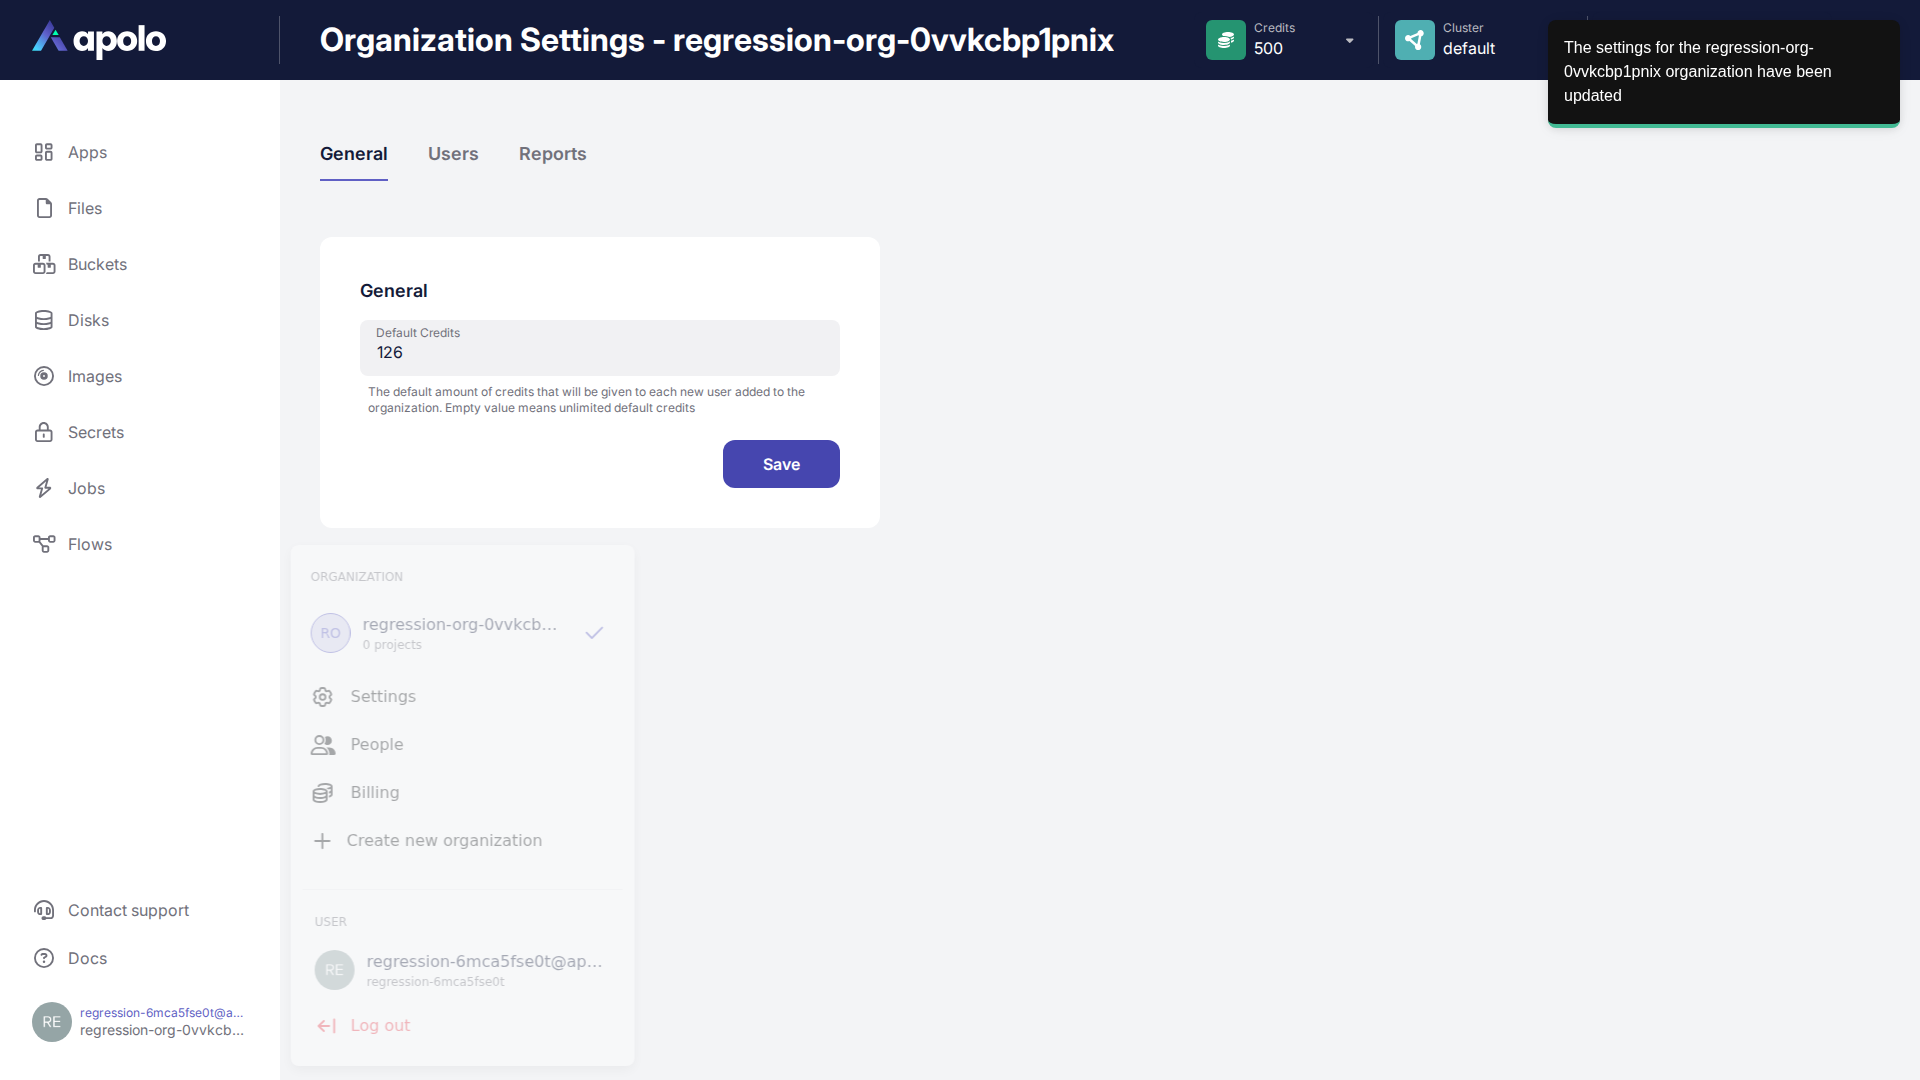 apolo
Organization Settings - regression-org-0vvkcbp1pnix
Credits
500
Cluster
default
The settings for the regression-org-
0vvkcbp1pnix organization have been
updated
Apps
Files
Buckets
Disks
Images
Secrets
Jobs
Flows
Contact support
Docs
RE
regression-6mca5fse0t@a...
regression-org-0vvkcb...
General
Users
Reports
General
Default Credits
126
The default amount of credits that will be given to each new user added to the
organization. Empty value means unlimited default credits
Save
ORGANIZATION
RO
regression-org-0vvkcb...
0 projects
Settings
People
Billing
Create new organization
USER
RE
regression-6mca5fse0t@ap...
regression-6mca5fse0t
Log out